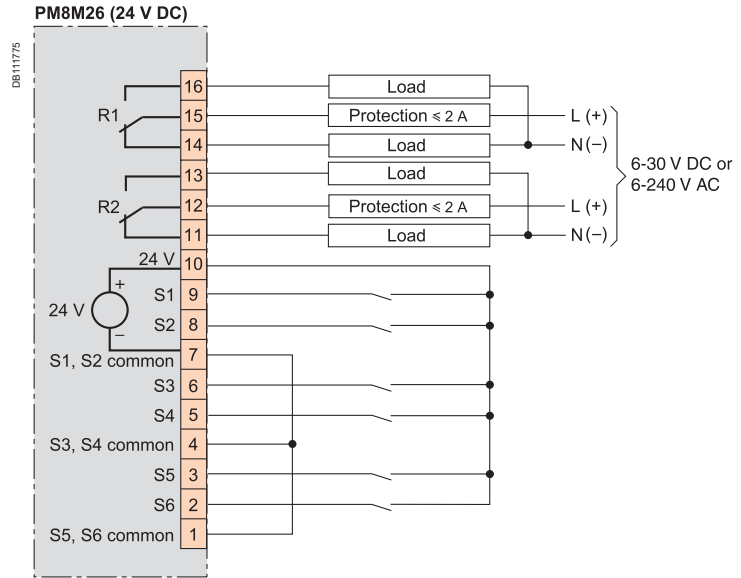 PM8M26 (24 V DC)
DB111775
16 Load
R1 15 Protection ⩽ 2 A L (+)
14 Load N(−)
13 Load
6-30 V DC or
6-240 V AC
R2 12 Protection ⩽ 2 A L (+)
11 Load N(−)
24 V 10
+
S1 9
24 V
S2 8
−
S1, S2 common 7
S3 6
S4 5
S3, S4 common 4
S5 3
S6 2
S5, S6 common 1